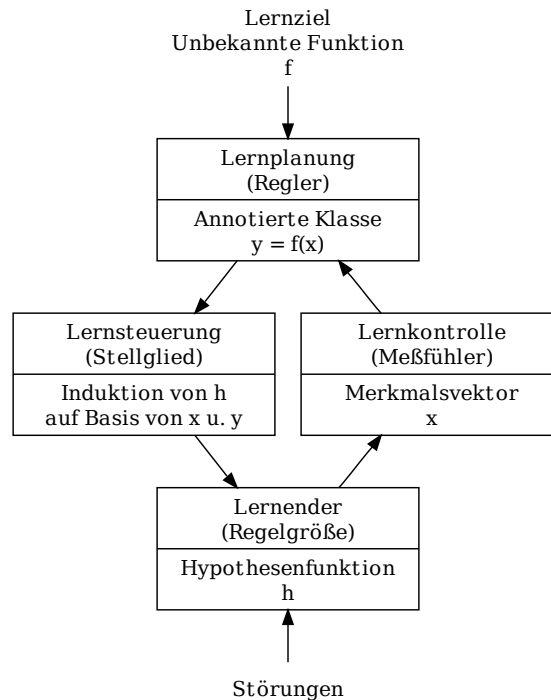 Lernziel
Unbekannte Funktion
f
Lernplanung
(Regler)
Annotierte Klasse
y = f(x)
Lernsteuerung
(Stellglied)
Induktion von h
auf Basis von x u. y
Lernkontrolle
(Meßfühler)
Merkmalsvektor
x
Lernender
(Regelgröße)
Hypothesenfunktion
h
Störungen